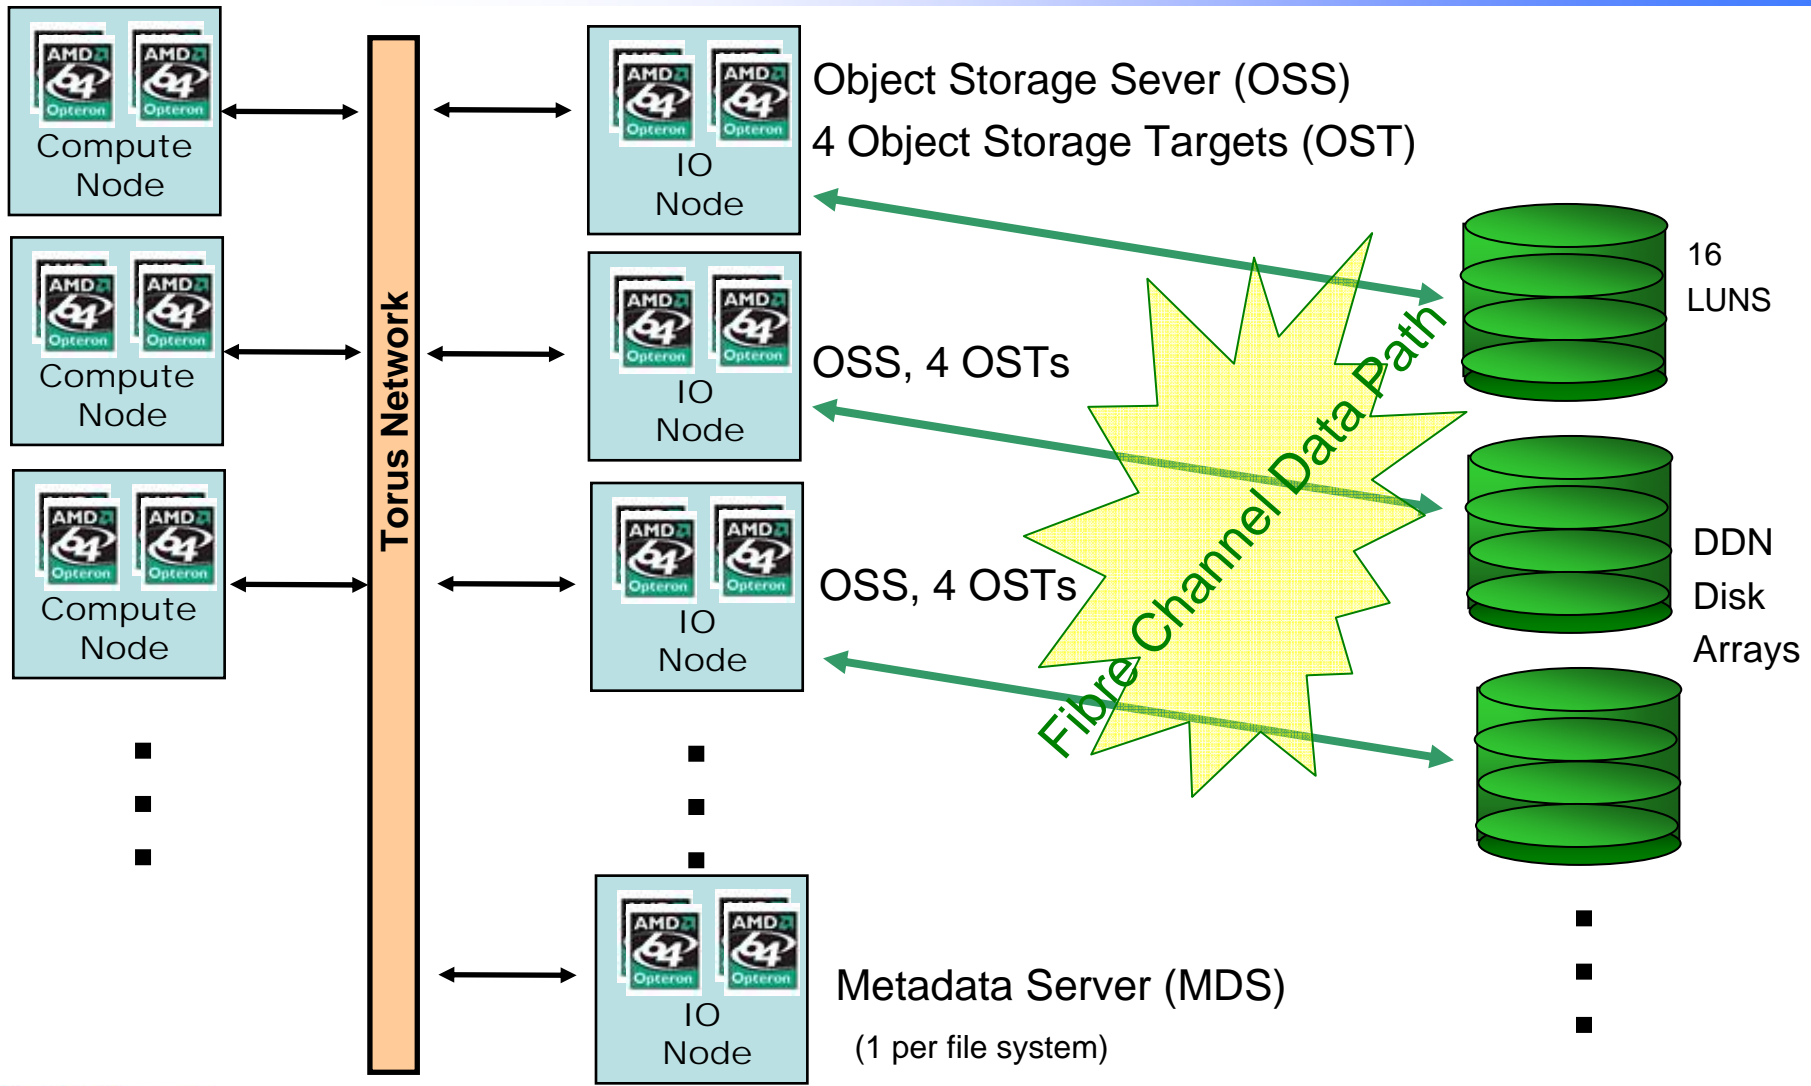 AMD
64
Opteron
AMD
64
Opteron
Compute
Node
AMD
64
Opteron
AMD
64
Opteron
Compute
Node
AMD
64
Opteron
AMD
64
Opteron
Compute
Node
Torus Network
AMD
64
Opteron
AMD
64
Opteron
IO
Node
Object Storage Sever (OSS)
4 Object Storage Targets (OST)
AMD
64
Opteron
AMD
64
Opteron
IO
Node
OSS, 4 OSTs
AMD
64
Opteron
AMD
64
Opteron
IO
Node
OSS, 4 OSTs
AMD
64
Opteron
AMD
64
Opteron
IO
Node
Metadata Server (MDS)
(1 per file system)
Fibre Channel Data Path
16
LUNS
DDN
Disk
Arrays